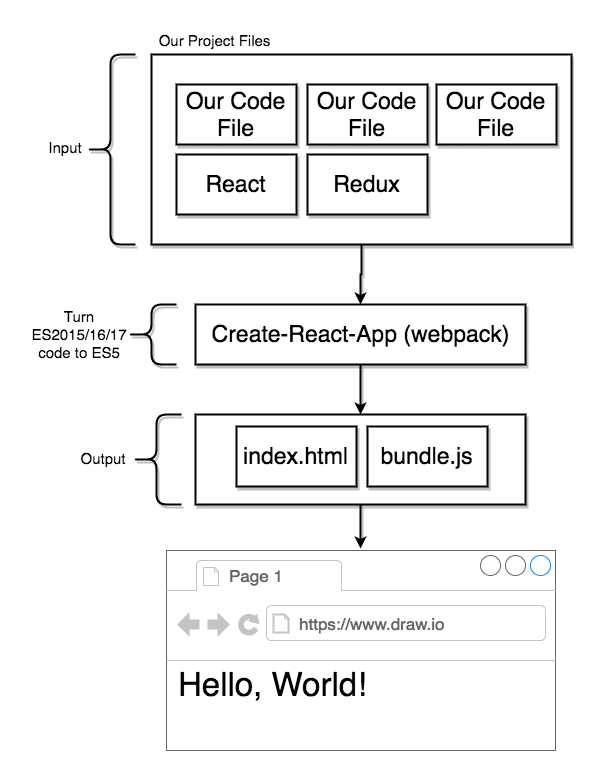 Our Project Files
Our Code
File
Our Code
File
Our Code
File
Input
React
Redux
Turn
ES2015/16/17
code to ES5
Create-React-App (webpack)
Output
index.html
bundle.js
Page 1
https://www.draw.io
Hello, World!